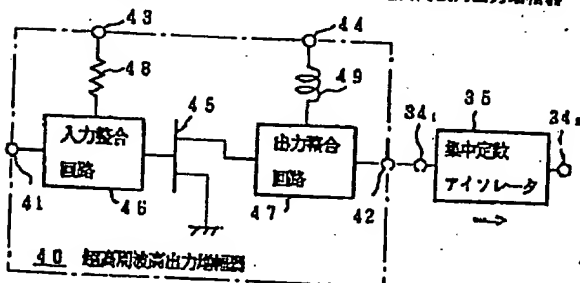 43
44
48
49
45
35
34₁
34₂
入力整合
回路
出力整合
回路
集中定数
アイソレータ
41
46
47
42
40 超高周波高出力増幅器